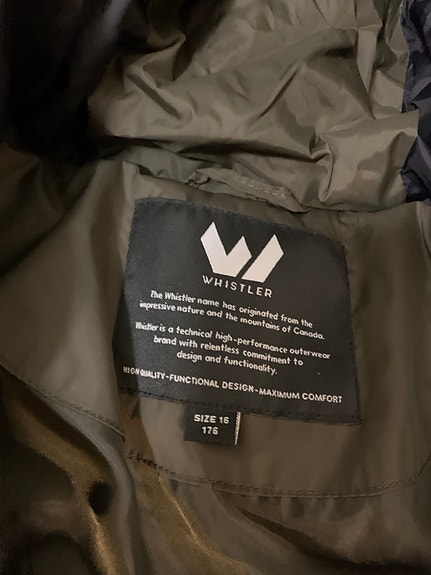 WHISTLER
The Whistler name has originated from the
impressive nature and the mountains of Canada.
Whistler is a technical high-performance outerwear
brand with relentless commitment to
design and functionality.
HIGH QUALITY-FUNCTIONAL DESIGN-MAXIMUM COMFORT
SIZE 16
176